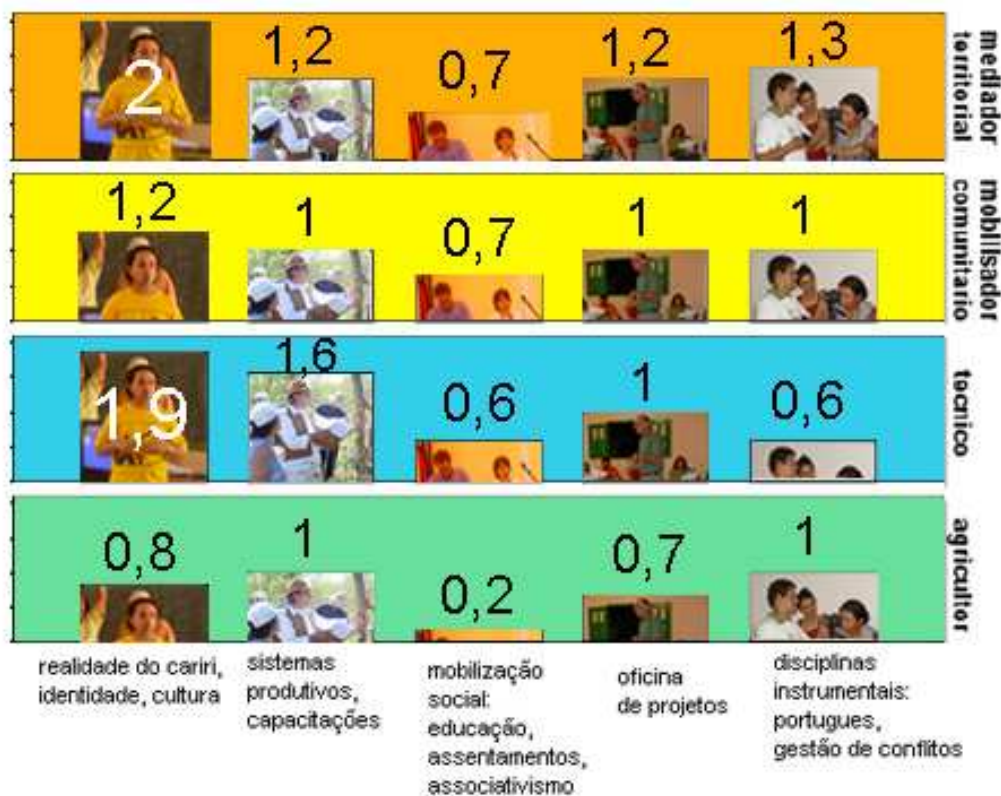 2
1,2
0,7
1,2
1,3
mediador
territorial
1,2
1
0,7
1
1
mobilisador
comunitario
1,9
1,6
0,6
1
0,6
tecnico
0,8
1
0,2
0,7
1
agricultor
realidade do cariri,
identidade, cultura
sistemas
produtivos,
capacitações
mobilização
social:
educação,
assentamentos,
associativismo
oficina
de projetos
disciplinas
instrumentais:
portugues,
gestão de conflitos